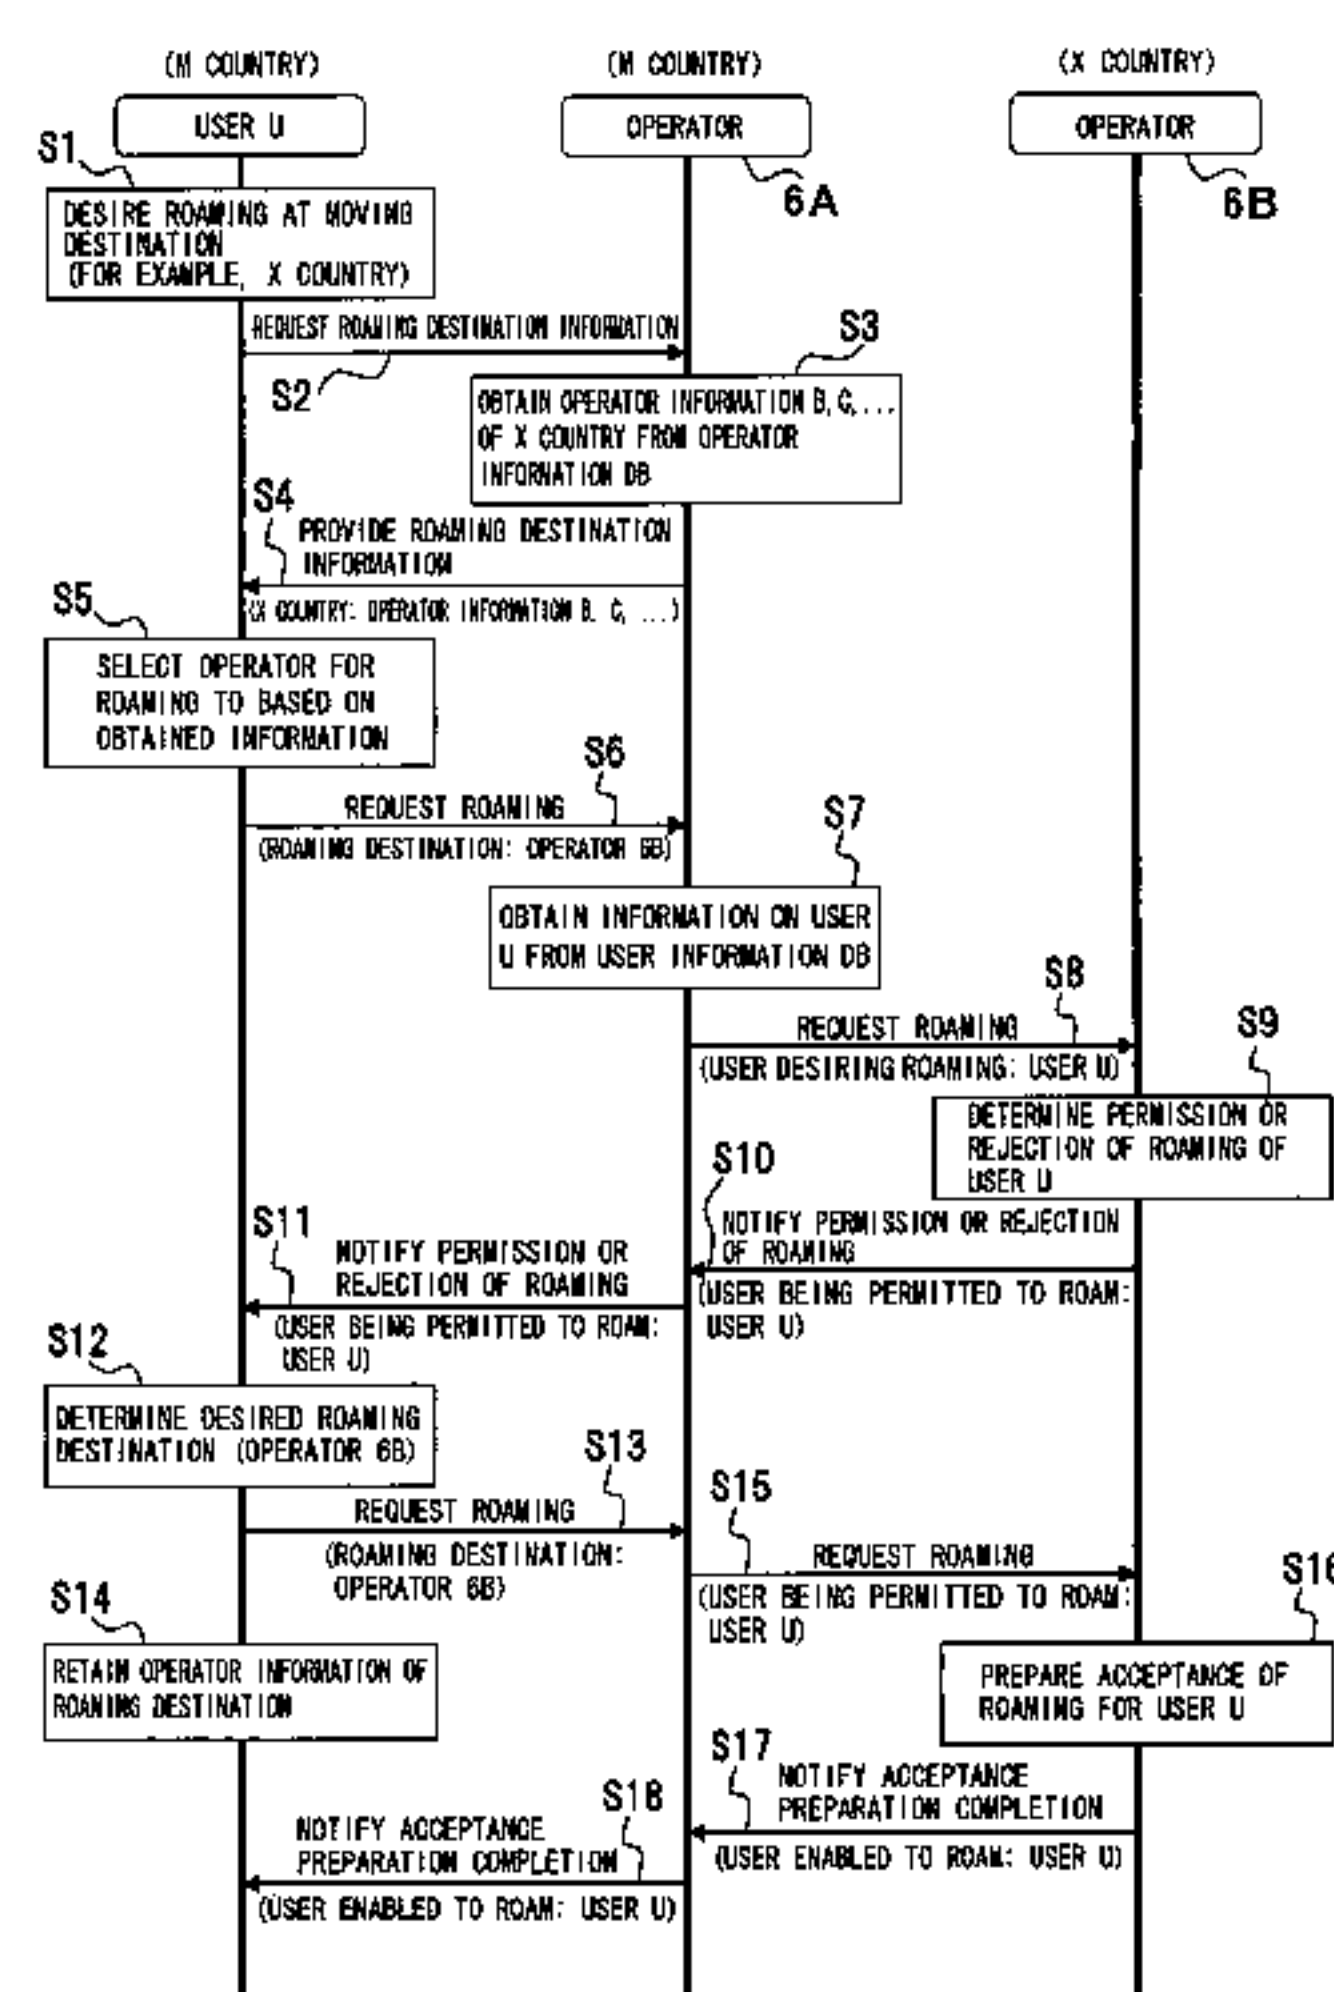 (M COUNTRY)
(M COUNTRY)
(X COUNTRY)
USER U
OPERATOR
OPERATOR
6A
6B
S1
DESIRE ROAMING AT MOVING
DESTINATION
(FOR EXAMPLE, X COUNTRY)
REQUEST ROAMING DESTINATION INFORMATION
S2
S3
OBTAIN OPERATOR INFORMATION B, C, ...
OF X COUNTRY FROM OPERATOR
INFORMATION DB
S4
PROVIDE ROAMING DESTINATION
INFORMATION
(X COUNTRY: OPERATOR INFORMATION B, C, ...)
S5
SELECT OPERATOR FOR
ROAMING TO BASED ON
OBTAINED INFORMATION
S6
REQUEST ROAMING
(ROAMING DESTINATION: OPERATOR 6B)
S7
OBTAIN INFORMATION ON USER
U FROM USER INFORMATION DB
S8
REQUEST ROAMING
(USER DESIRING ROAMING: USER U)
S9
DETERMINE PERMISSION OR
REJECTION OF ROAMING OF
USER U
S10
NOTIFY PERMISSION OR REJECTION
OF ROAMING
(USER BEING PERMITTED TO ROAM:
USER U)
S11
NOTIFY PERMISSION OR
REJECTION OF ROAMING
(USER BEING PERMITTED TO ROAM:
USER U)
S12
DETERMINE DESIRED ROAMING
DESTINATION (OPERATOR 6B)
S13
REQUEST ROAMING
(ROAMING DESTINATION:
OPERATOR 6B)
S14
RETAIN OPERATOR INFORMATION OF
ROAMING DESTINATION
S15
REQUEST ROAMING
(USER BEING PERMITTED TO ROAM:
USER U)
S16
PREPARE ACCEPTANCE OF
ROAMING FOR USER U
S17
NOTIFY ACCEPTANCE
PREPARATION COMPLETION
(USER ENABLED TO ROAM: USER U)
S18
NOTIFY ACCEPTANCE
PREPARATION COMPLETION
(USER ENABLED TO ROAM: USER U)